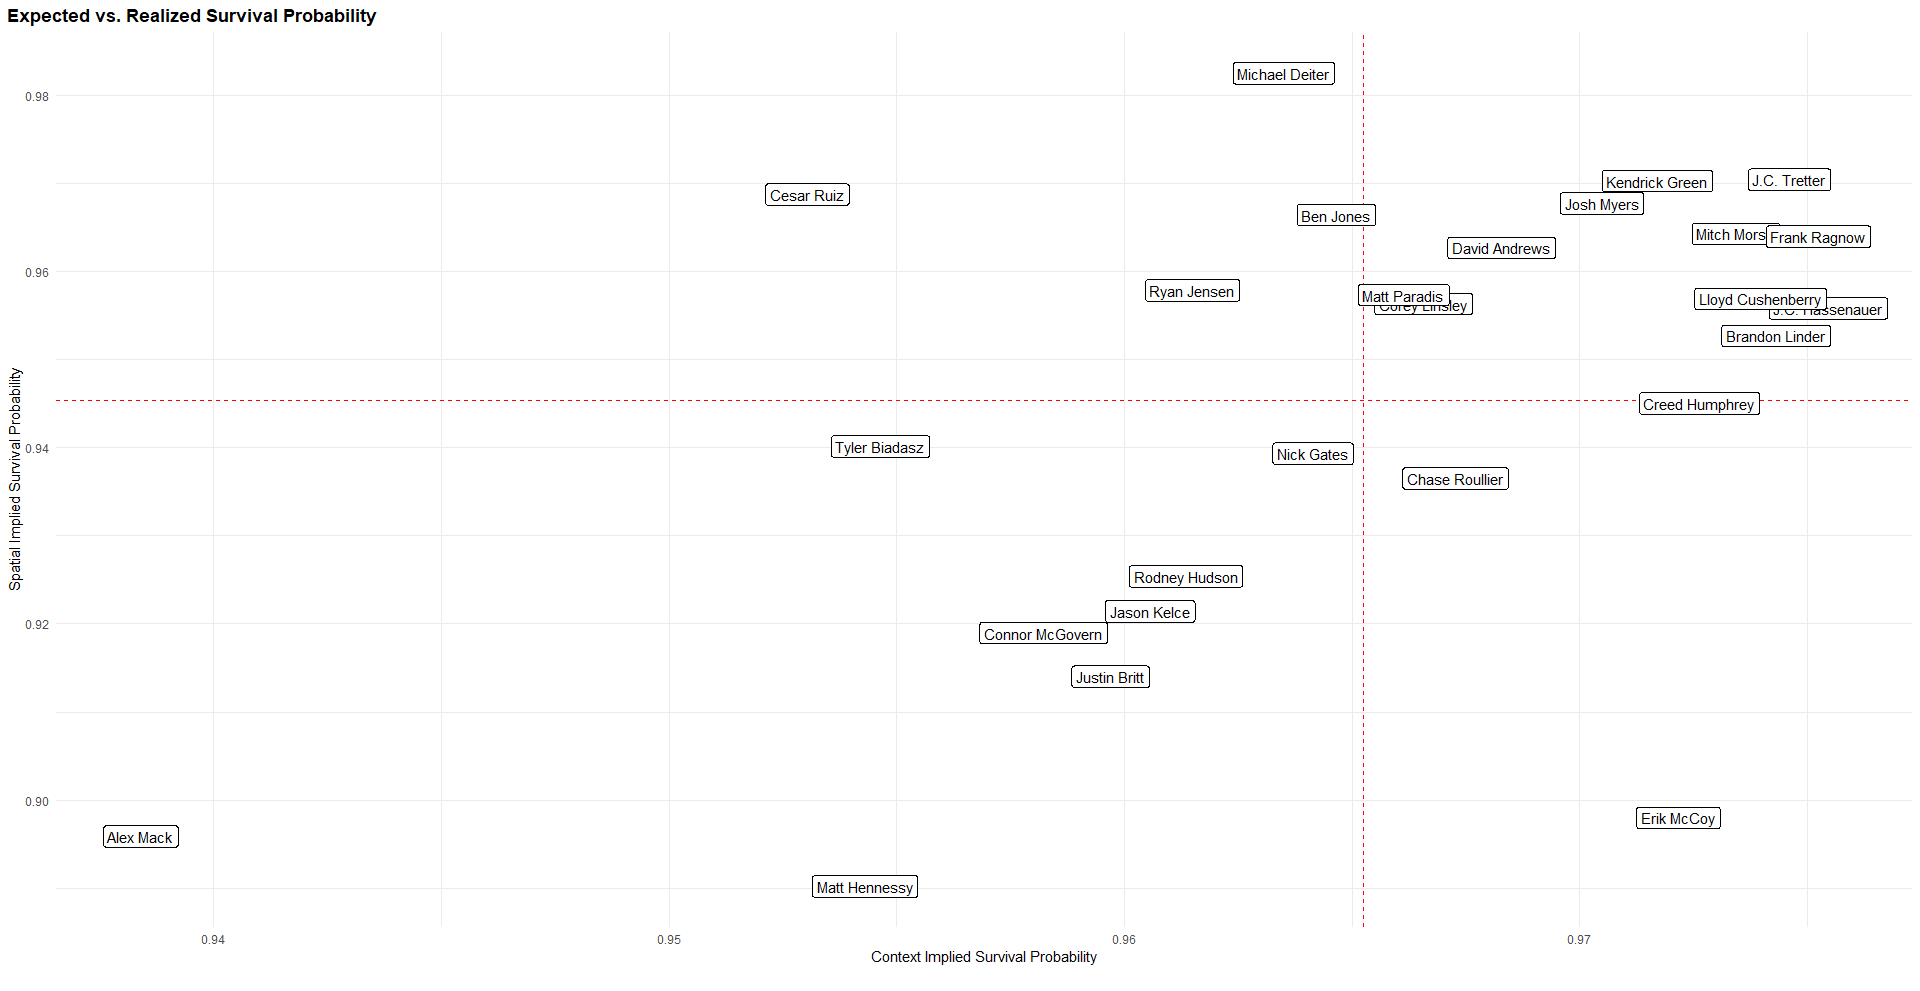 Expected vs. Realized Survival Probability
Michael Deiter
0.98
Kendrick Green
J.C. Tretter
Cesar Ruiz
Josh Myers
Ben Jones
Mitch Mors
Frank Ragnow
David Andrews
0.96
Ryan Jensen
Matt Paradis
Corey Linsley
Lloyd Cushenberry
J.C. Hassenauer
Brandon Linder
Creed Humphrey
Spatial Implied Survival Probability
0.94
Tyler Biadasz
Nick Gates
Chase Roullier
Rodney Hudson
Jason Kelce
0.92
Connor McGovern
Justin Britt
0.90
Erik McCoy
Alex Mack
Matt Hennessy
0.94
0.95
0.96
0.97
Context Implied Survival Probability